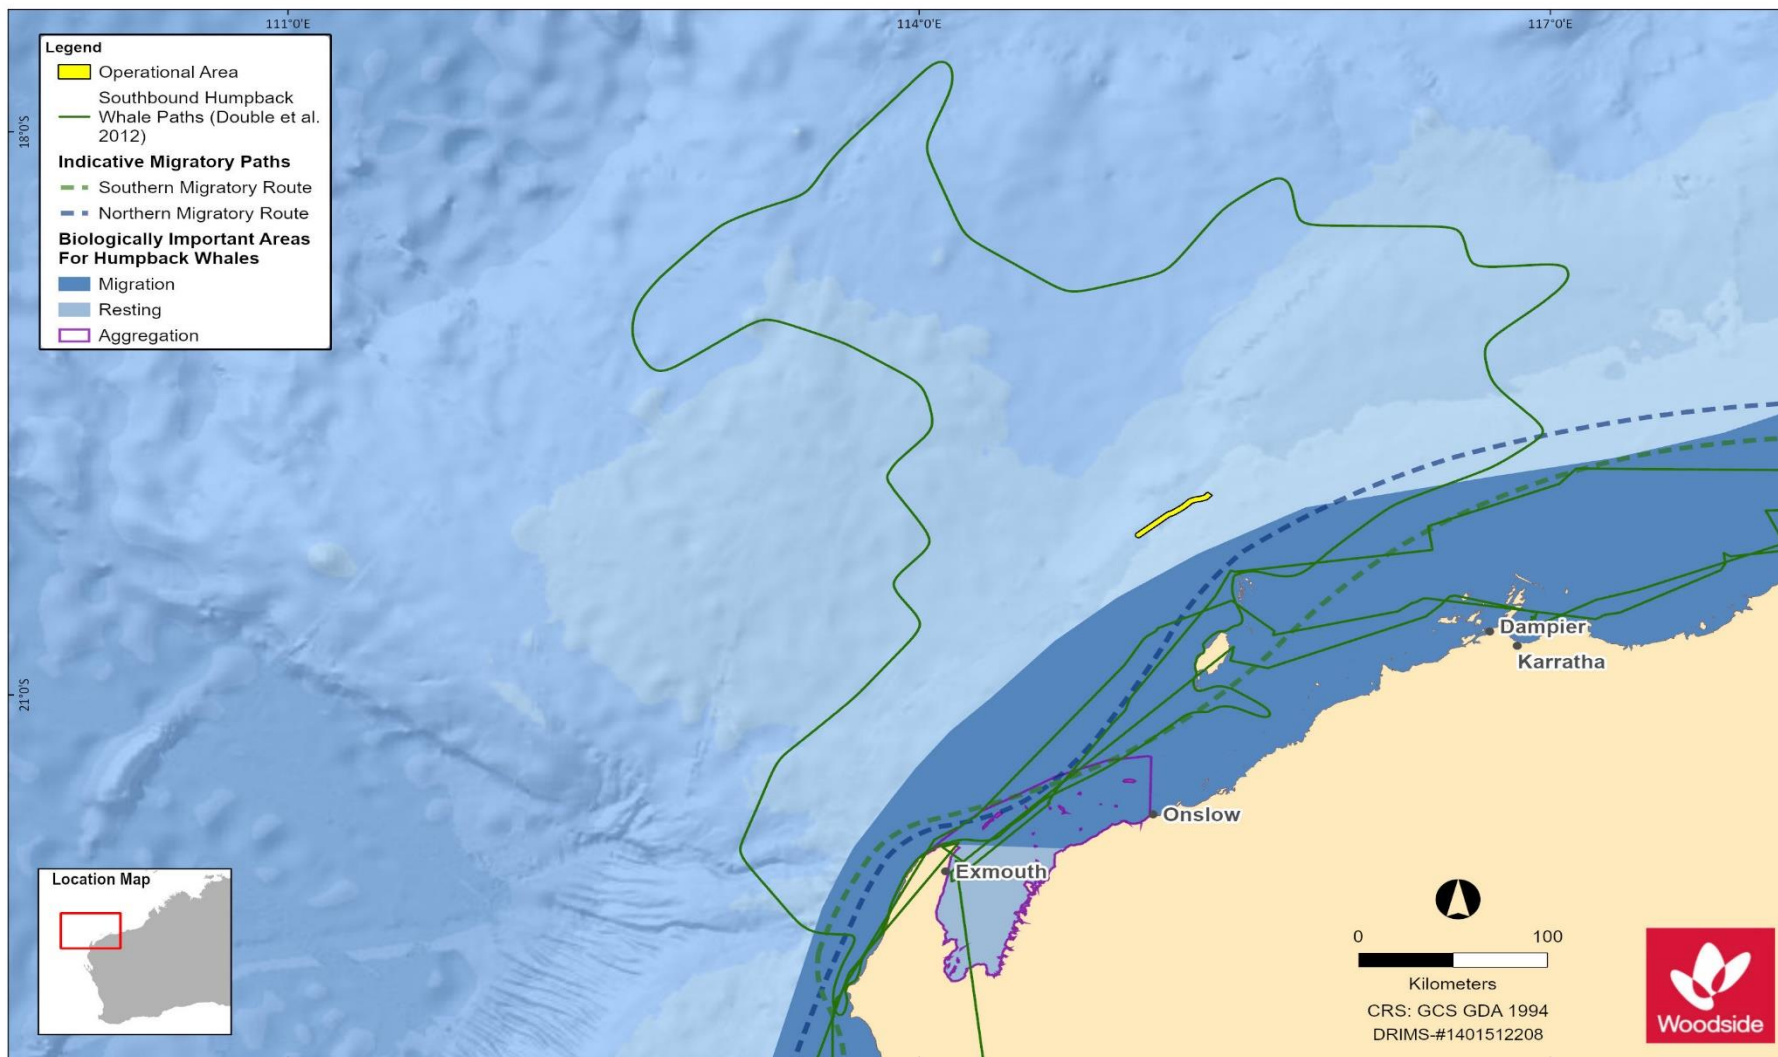 111°0'E
114°0'E
117°0'E
18°0'S
21°0'S
Legend
Operational Area
Southbound Humpback
Whale Paths (Double et al.
2012)
Indicative Migratory Paths
Southern Migratory Route
Northern Migratory Route
Biologically Important Areas
For Humpback Whales
Migration
Resting
Aggregation
Dampier
Karratha
Onslow
Exmouth
Location Map
0
100
Kilometers
CRS: GCS GDA 1994
DRIMS-#1401512208
Woodside